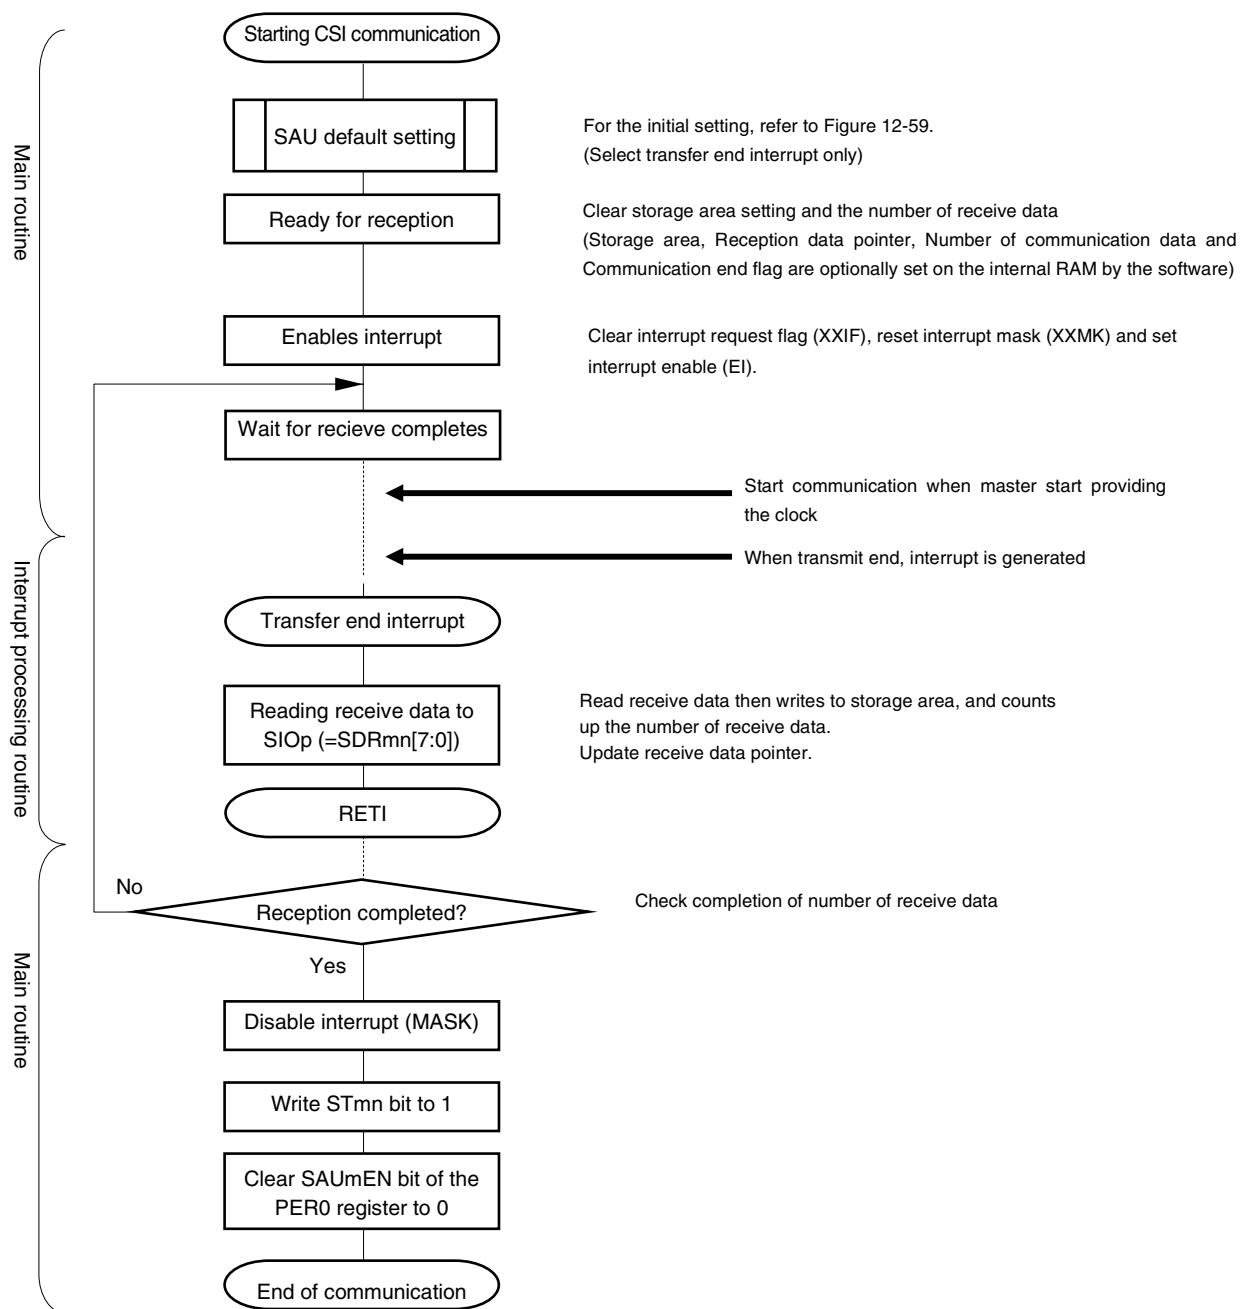 Starting CSI communication
Main routine
SAU default setting
For the initial setting, refer to Figure 12-59.
(Select transfer end interrupt only)
Ready for reception
Clear storage area setting and the number of receive data
(Storage area, Reception data pointer, Number of communication data and
Communication end flag are optionally set on the internal RAM by the software)
Enables interrupt
Clear interrupt request flag (XXIF), reset interrupt mask (XXMK) and set
interrupt enable (EI).
Wait for recieve completes
Start communication when master start providing
the clock
When transmit end, interrupt is generated
Interrupt processing routine
Transfer end interrupt
Reading receive data to
SIOp (=SDRmn[7:0])
Read receive data then writes to storage area, and counts
up the number of receive data.
Update receive data pointer.
RETI
No
Reception completed?
Check completion of number of receive data
Yes
Main routine
Disable interrupt (MASK)
Write STmn bit to 1
Clear SAUmEN bit of the
PER0 register to 0
End of communication